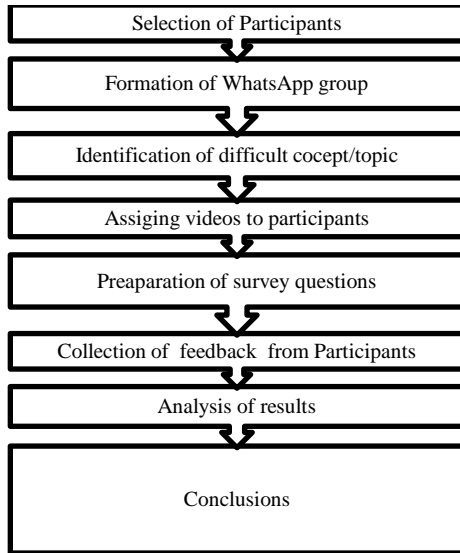 Selection of Participants
Formation of WhatsApp group
Identification of difficult cocept/topic
Assiging videos to participants
Preaparation of survey questions
Collection of feedback from Participants
Analysis of results
Conclusions